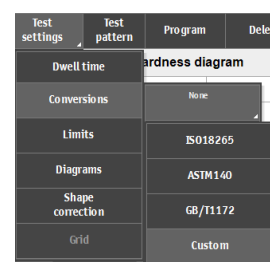 Test settings
Test pattern
Program
Dele
ardness diagram
Dwell time
Conversions
None
Limits
ISO18265
Diagrams
ASTM140
Shape correction
GB/T1172
Grid
Custom